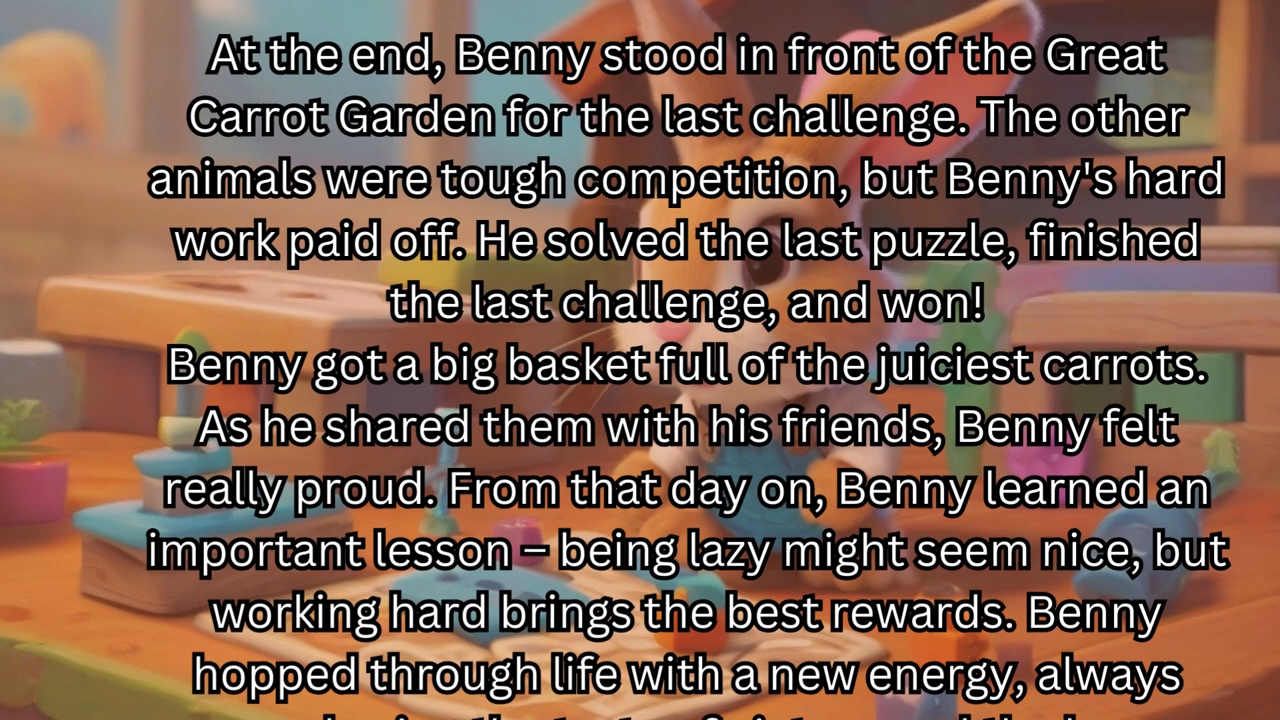 At the end, Benny stood in front of the Great
Carrot Garden for the last challenge. The other
animals were tough competition, but Benny's hard
work paid off. He solved the last puzzle, finished
the last challenge, and won!
Benny got a big basket full of the juiciest carrots.
As he shared them with his friends, Benny felt
really proud. From that day on, Benny learned an
important lesson – being lazy might seem nice, but
working hard brings the best rewards. Benny
hopped through life with a new energy, always